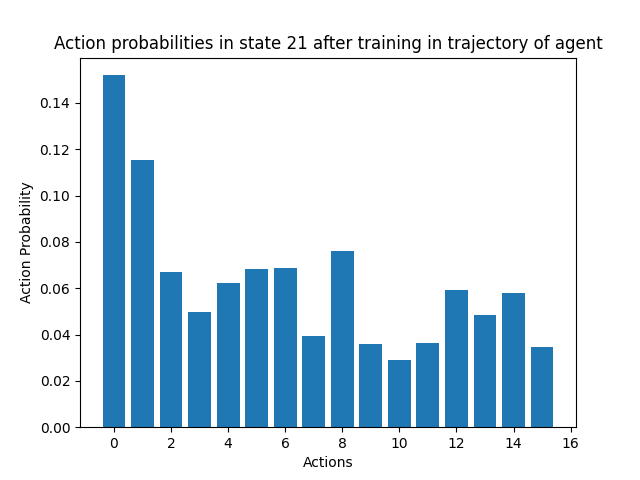 Action probabilities in state 21 after training in trajectory of agent
0.14
0.12
0.10
0.08
0.06
0.04
0.02
0.00
Action Probability
0 2 4 6 8 10 12 14 16
Actions